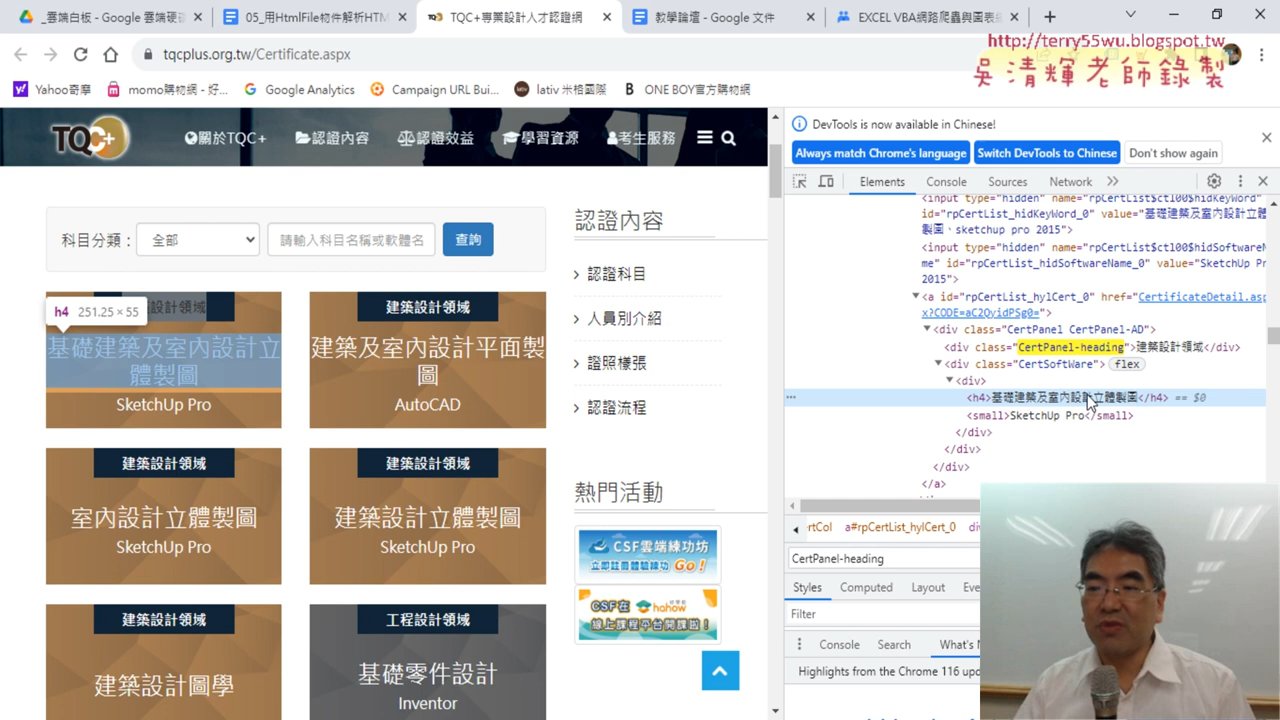 _雲端白板 - Google 雲端硬碟
05_用HtmlFile物件解析HTM
TQC+專業設計人才認證網
教學論壇 - Google 文件
EXCEL VBA網路爬蟲與圖表
tqcplus.org.tw/Certificate.aspx
http://terry55wu.blogspot.tw
吳清輝老師錄製
Yahoo奇摩
momo購物網 - 好...
Google Analytics
Campaign URL Bui...
lativ 米格國際
ONE BOY官方購物網
TQC+
關於TQC+
認證內容
認證效益
學習資源
考生服務
科目分類：
全部
請輸入科目名稱或軟體名
查詢
h4 251.25 × 55
設計領域
基礎建築及室內設計立
體製圖
SketchUp Pro
建築設計領域
建築及室內設計平面製
圖
AutoCAD
建築設計領域
室內設計立體製圖
SketchUp Pro
建築設計領域
建築設計立體製圖
SketchUp Pro
建築設計領域
建築設計圖學
工程設計領域
基礎零件設計
Inventor
認證內容
認證科目
人員別介紹
證照樣張
認證流程
熱門活動
CSF雲端練功坊
立即註冊體驗練功 Go!
CSF在 hahow
線上課程平台開課啦！
DevTools is now available in Chinese!
Always match Chrome's language
Switch DevTools to Chinese
Don't show again
Elements
Console
Sources
Network
<input type="hidden" name="rpCertList$ctl00$hidKeyWord"
id="rpCertList_hidKeyWord_0" value="基礎建築及室內設計立體
製圖、sketchup pro 2015">
<input type="hidden" name="rpCertList$ctl00$hidSoftwareN
me" id="rpCertList_hidSoftwareName_0" value="SketchUp Pr
2015">
<a id="rpCertList_hylCert_0" href="CertificateDetail.asp
x?CODE=aC2QvidPSg0=">
<div class="CertPanel CertPanel-AD">
<div class="CertPanel-heading">建築設計領域</div>
<div class="CertSoftWare"> flex
<div>
<h4>基礎建築及室內設計立體製圖</h4> == $0
<small>SketchUp Pro</small>
</div>
</div>
</div>
</a>
rtCol
a#rpCertList_hylCert_0
div
CertPanel-heading
Styles
Computed
Layout
Eve
Filter
Console
Search
What's N
Highlights from the Chrome 116 upd